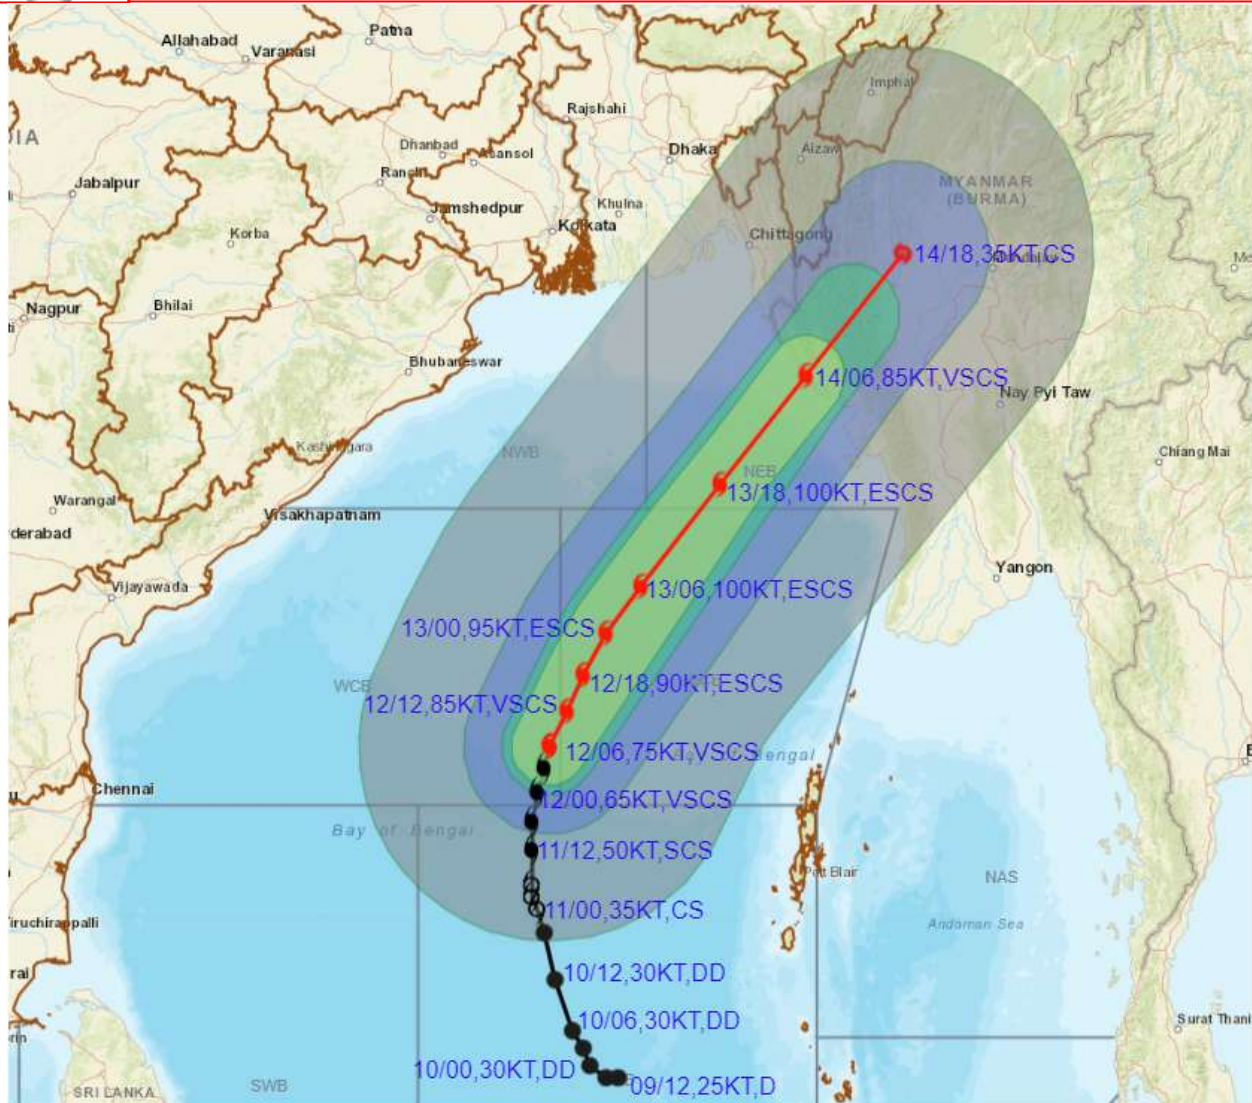 Patna
Allahabad
Varanasi
Imphal
Rajshahi
DIA
Dhanbad
Asansol
Dhaka
Aizaw
Jabalpur
Ranchi
MYANMAR
(BURMA)
Jamshedpur
Khulna
Korba
Kolkata
Chittagong
14/18,35KT,CS
Nagpur
Bhilai
Bhubaneswar
14/06,85KT,VSCS
Nay Pyi Taw
NWB
NEB
Chiang Mai
Warangal
13/18,100KT,ESCS
Visakhapatnam
derabad
Yangon
Vijayawada
13/06,100KT,ESCS
13/00,95KT,ESCS
WCB
12/18,90KT,ESCS
12/12,85KT,VSCS
12/06,75KT,VSCS
Bengal
Chennai
12/00,65KT,VSCS
Bay of Bengal
11/12,50KT,SCS
Port Blair
NAS
11/00,35KT,CS
Andaman Sea
iruchirappalli
rai
10/12,30KT,DD
10/06,30KT,DD
Surat Thani
10/00,30KT,DD
09/12,25KT,D
SWB
SRI LANKA